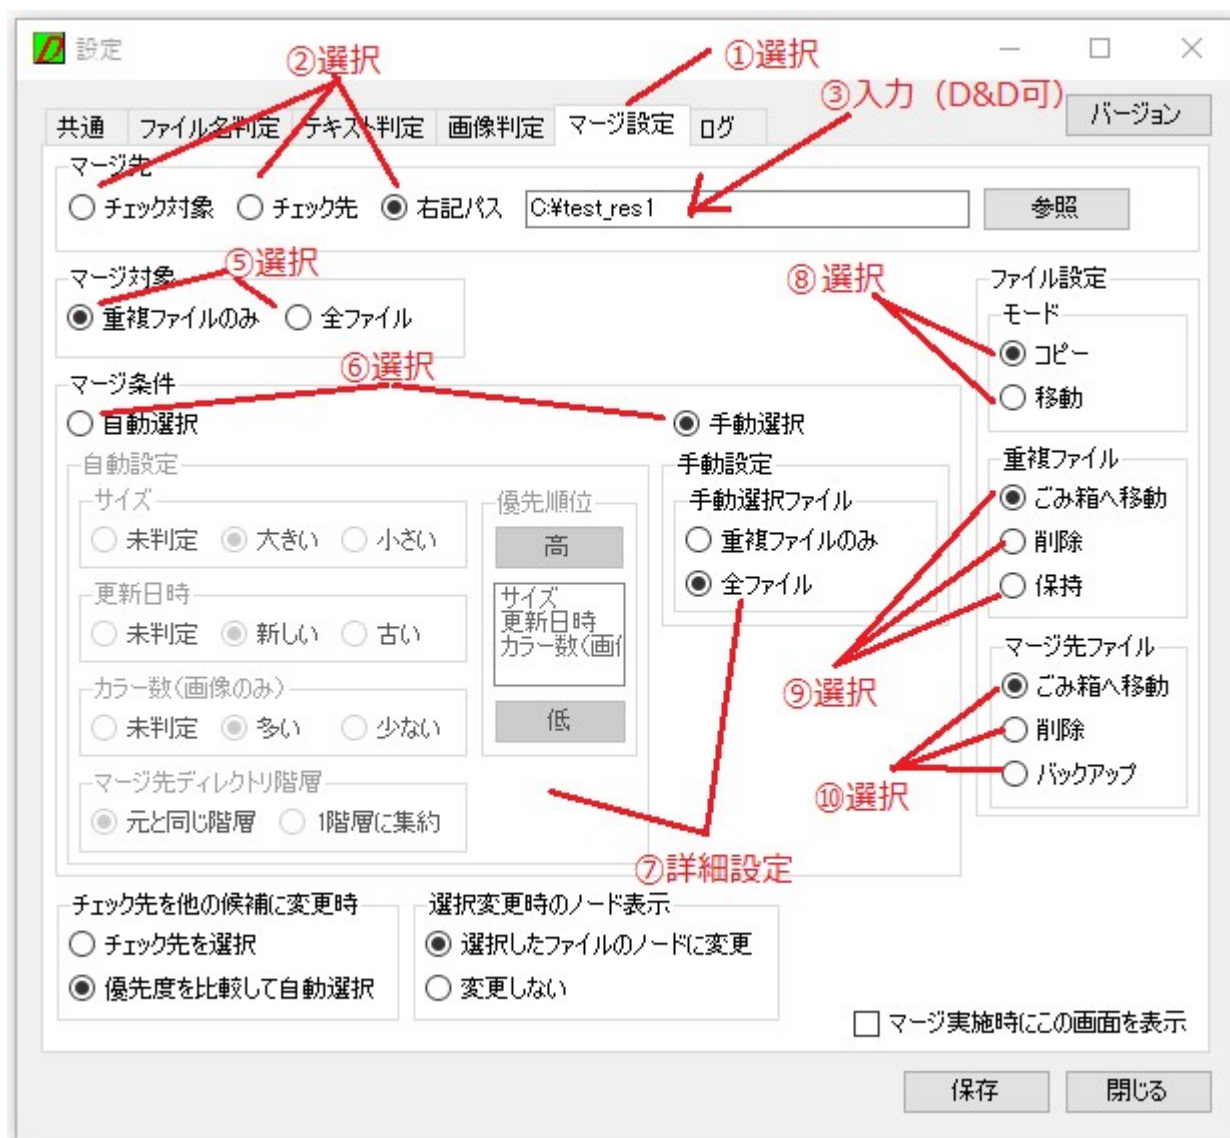 設定
②選択
①選択
③入力（D&D可）
バージョン
共通 ファイル名判定 テキスト判定 画像判定 マージ設定 ログ
マージ先
チェック対象 チェック先 右記パス C:¥test_res1 参照
⑤選択
マージ対象
重複ファイルのみ 全ファイル
⑧選択
ファイル設定
モード
コピー
移動
⑥選択
マージ条件
自動選択 手動選択
自動設定
サイズ
未判定 大きい 小さい
更新日時
未判定 新しい 古い
カラー数(画像のみ)
未判定 多い 少ない
マージ先ディレクトリ階層
元と同じ階層 1階層に集約
優先順位
高
サイズ
更新日時
カラー数(画
低
手動設定
手動選択ファイル
重複ファイルのみ
全ファイル
⑦詳細設定
重複ファイル
ごみ箱へ移動
削除
保持
⑨選択
マージ先ファイル
ごみ箱へ移動
削除
バックアップ
⑩選択
チェック先を他の候補に変更時
チェック先を選択
優先度を比較して自動選択
選択変更時のノード表示
選択したファイルのノードに変更
変更しない
マージ実施時にこの画面を表示
保存 閉じる